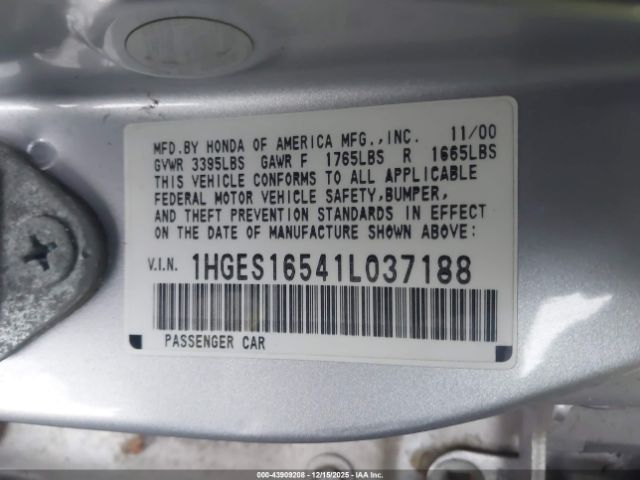 MFD.BY HONDA OF AMERICA MFG.,INC. 11/00
GVWR 3395LBS GAWR F 1765LBS R 1665LBS
THIS VEHICLE CONFORMS TO ALL APPLICABLE
FEDERAL MOTOR VEHICLE SAFETY,BUMPER,
AND THEFT PREVENTION STANDARDS IN EFFECT
ON THE DATE OF MANUFACTURE SHOWN ABOVE:
V.I.N. 1HGES16541L037188
PASSENGER CAR
000-43909208 - 12/15/2025 - IAA Inc.